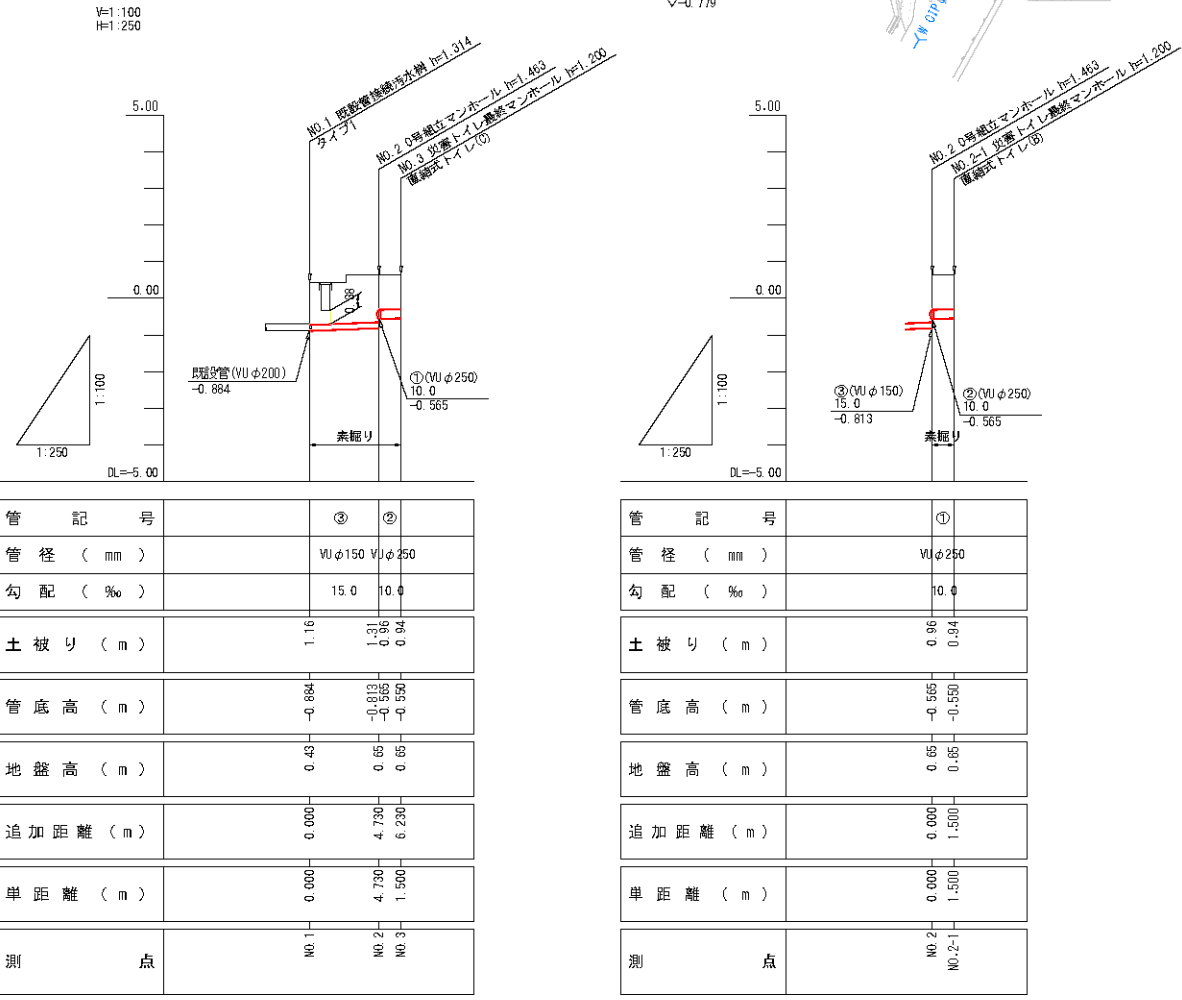 V=1:100
H=1:250
▽-0.779
W CIP
NO.1 既設管接続汚水桝 h=1.314
タイプ1
NO.2 0号組立マンホール h=1.463
NO.3 災害トイレ最終マンホール h=1.200
直結式トイレ(C)
5.00
0.00
DL=-5.00
0.38
既設管(VUφ200)
-0.884
①(VUφ250)
10.0
-0.565
素掘り
1:100
1:250
管記号 ③ ②
管径(mm) VUφ150 VUφ250
勾配(‰) 15.0 10.0
土被り(m) 1.16 1.31 0.96 0.94
管底高(m) -0.884 -0.813 -0.565 -0.550
地盤高(m) 0.43 0.65 0.65
追加距離(m) 0.000 4.730 6.230
単距離(m) 0.000 4.730 1.500
測点 NO.1 NO.2 NO.3
NO.2 0号組立マンホール h=1.463
NO.2-1 災害トイレ最終マンホール h=1.200
直結式トイレ(B)
5.00
0.00
DL=-5.00
③(VUφ150)
15.0
-0.813
②(VUφ250)
10.0
-0.565
素掘り
1:100
1:250
管記号 ①
管径(mm) VUφ250
勾配(‰) 10.0
土被り(m) 0.96 0.94
管底高(m) -0.565 -0.550
地盤高(m) 0.65 0.65
追加距離(m) 0.000 1.500
単距離(m) 0.000 1.500
測点 NO.2 NO.2-1